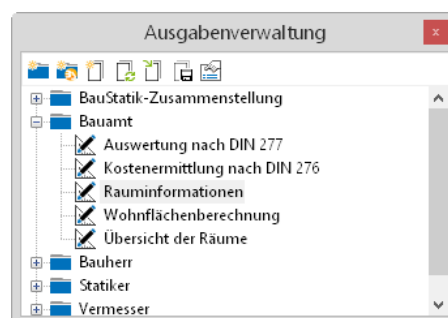 Ausgabenverwaltung
x
BauStatik-Zusammenstellung
Bauamt
Auswertung nach DIN 277
Kostenermittlung nach DIN 276
Rauminformationen
Wohnflächenberechnung
Übersicht der Räume
Bauherr
Statiker
Vermesser